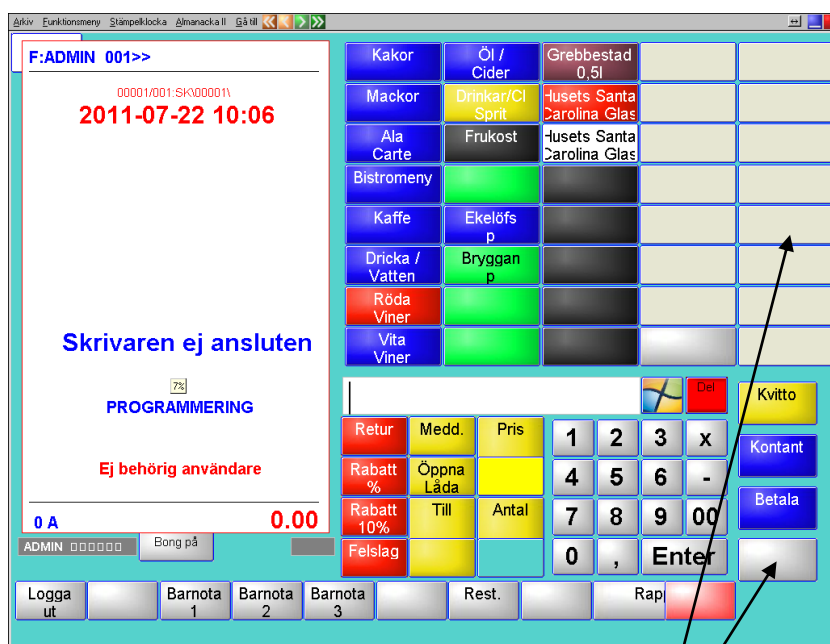 Arkiv Funktionsmeny Stämpelklocka Almanacka II Gå till
F:ADMIN 001>>
00001/001:SK\00001\
2011-07-22 10:06
Skrivaren ej ansluten
7%
PROGRAMMERING
Ej behörig användare
0 A 0.00
ADMIN
Bong på
Kakor
Öl /
Cider
Grebbestad
0,5l
Mackor
Drinkar/Cl
Sprit
Husets Santa
Carolina Glas
Ala
Carte
Frukost
Husets Santa
Carolina Glas
Bistromeny
Kaffe
Ekelöfs
p
Dricka /
Vatten
Bryggan
p
Röda
Viner
Vita
Viner
Del
Kvitto
Retur
Medd.
Pris
1 2 3 x
Kontant
Rabatt
%
Öppna
Låda
4 5 6 -
Betala
Rabatt
10%
Till
Antal
7 8 9 00
Felslag
0 , Enter
Logga
ut
Barnota
1
Barnota
2
Barnota
3
Rest.
Rapp